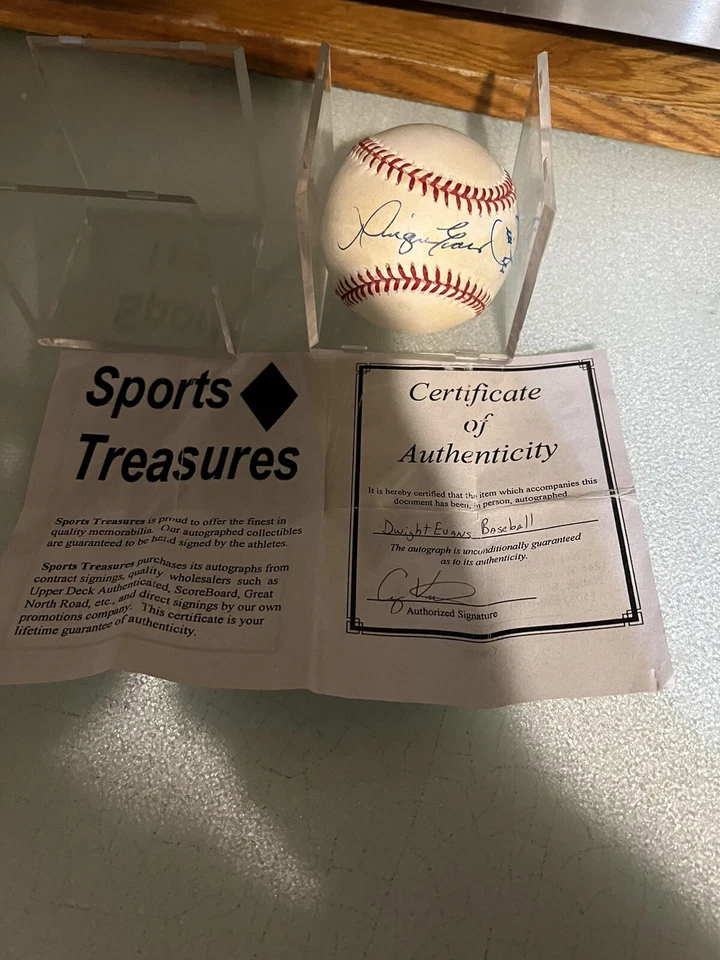 Dwight Evans
Sports
Treasures
Sports Treasures is proud to offer the finest in
quality memorabilia. Our autographed collectibles
are guaranteed to be hand signed by the athletes.
Sports Treasures purchases its autographs from
contract signings, quality wholesalers such as
Upper Deck Authenticated, ScoreBoard, Great
North Road, etc., and direct signings by our own
promotions company. This certificate is your
lifetime guarantee of authenticity.
Certificate
of
Authenticity
It is hereby certified that the item which accompanies this
document has been, in person, autographed
Dwight Evans Baseball
The autograph is unconditionally guaranteed
as to its authenticity.
Authorized Signature